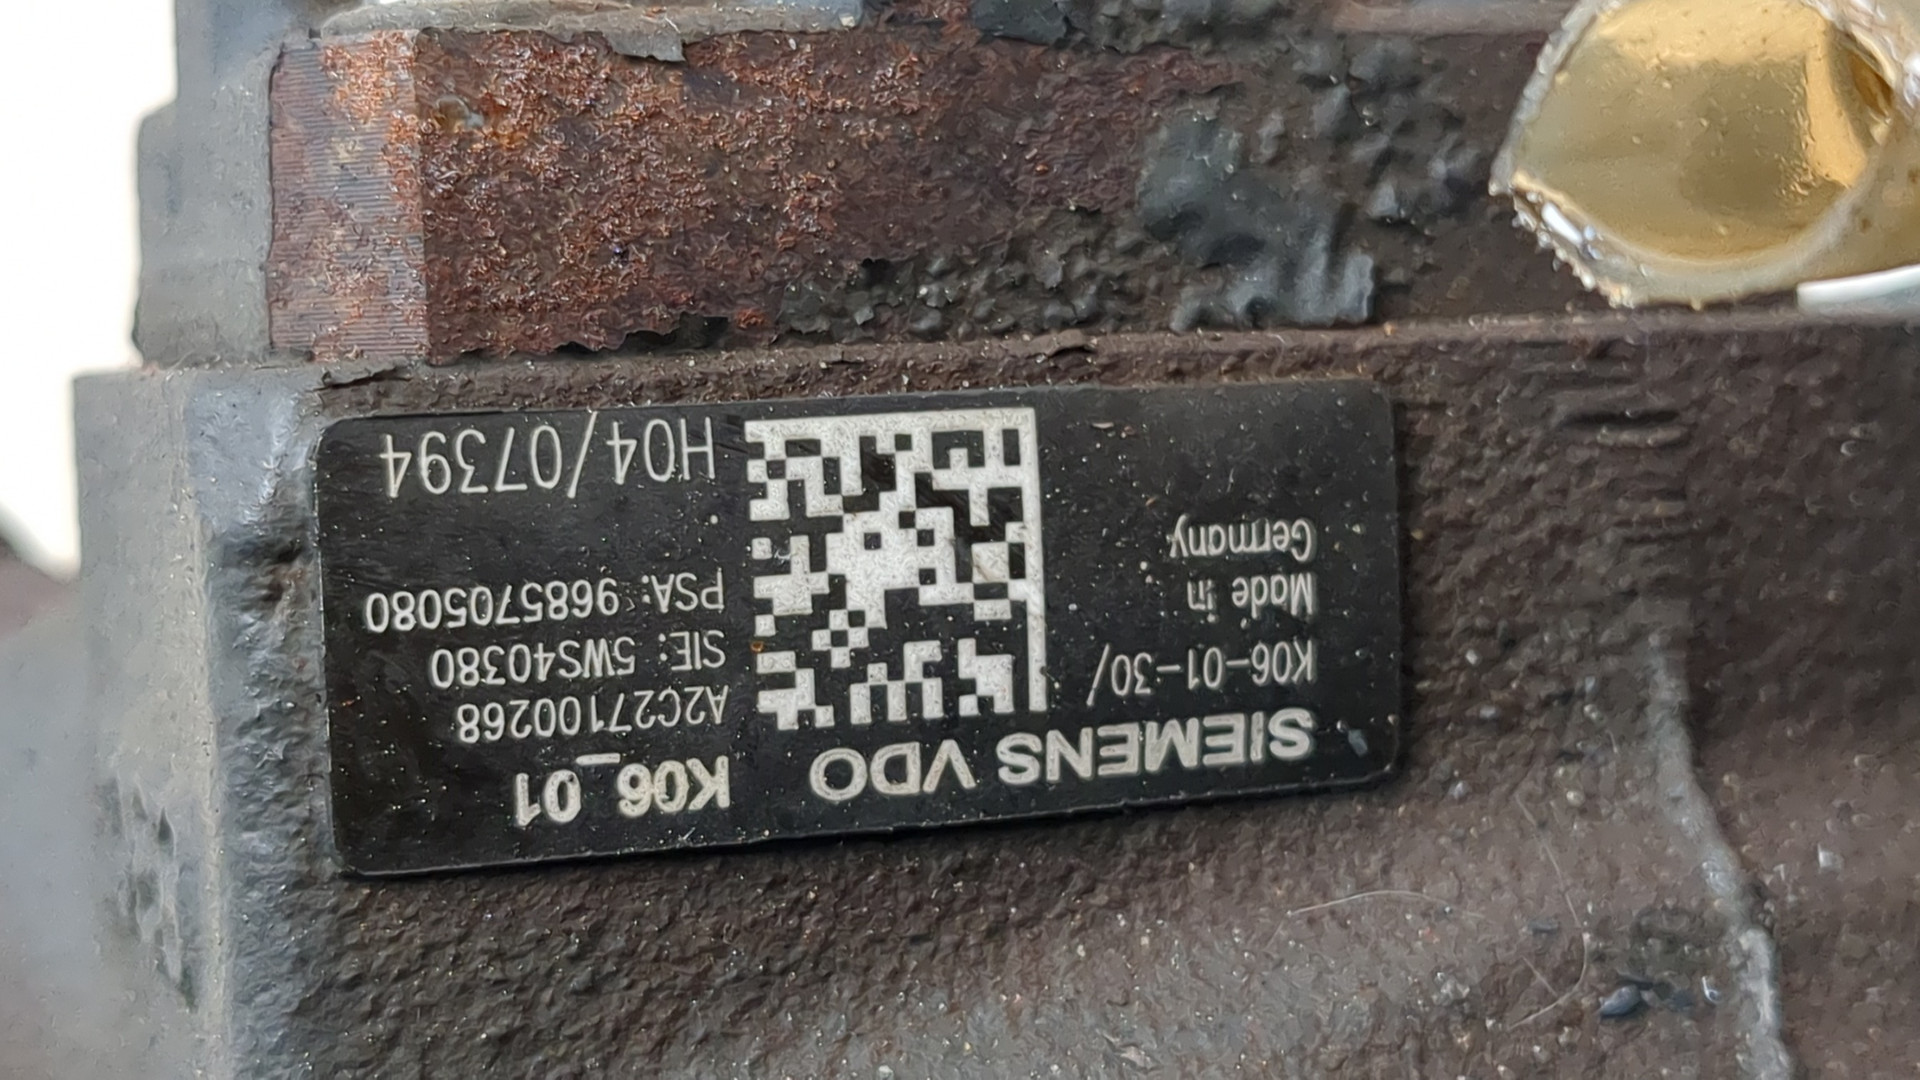 SIEMENS VDO
K06-01-30/
Made in
Germany
K06_01
A2C27100268
SIE: 5WS40380
PSA: 9685705080
H04/07394